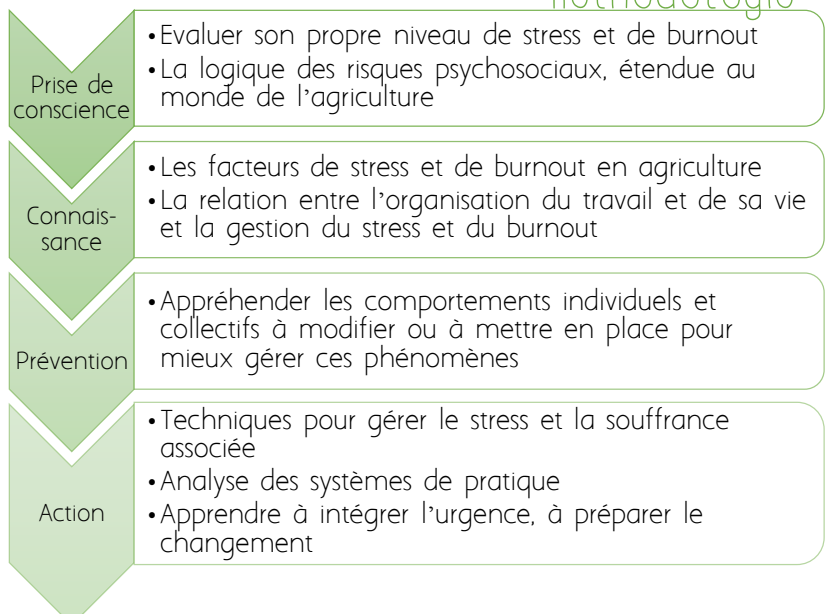 Méthodologie
•Evaluer son propre niveau de stress et de burnout
•La logique des risques psychosociaux, étendue au
monde de l'agriculture
Prise de
conscience
•Les facteurs de stress et de burnout en agriculture
•La relation entre l'organisation du travail et de sa vie
et la gestion du stress et du burnout
Connais-
sance
•Appréhender les comportements individuels et
collectifs à modifier ou à mettre en place pour
mieux gérer ces phénomènes
Prévention
•Techniques pour gérer le stress et la souffrance
associée
•Analyse des systèmes de pratique
•Apprendre à intégrer l'urgence, à préparer le
changement
Action